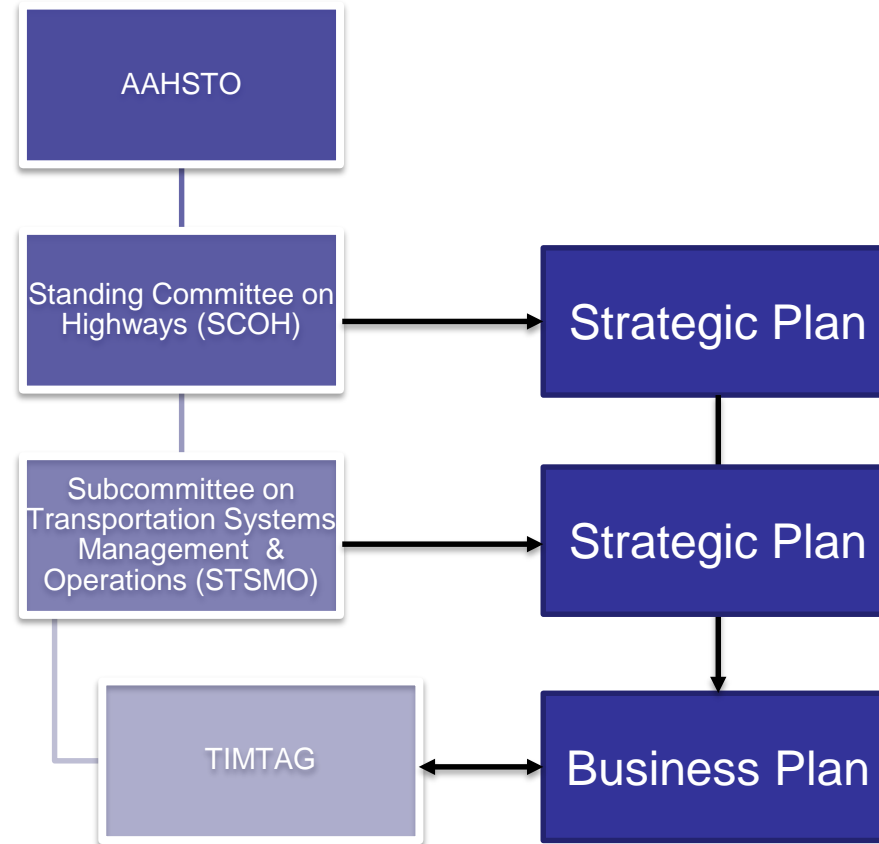 AAHSTO
Standing Committee on
Highways (SCOH)
Strategic Plan
Subcommittee on
Transportation Systems
Management &
Operations (STSMO)
Strategic Plan
TIMTAG
Business Plan